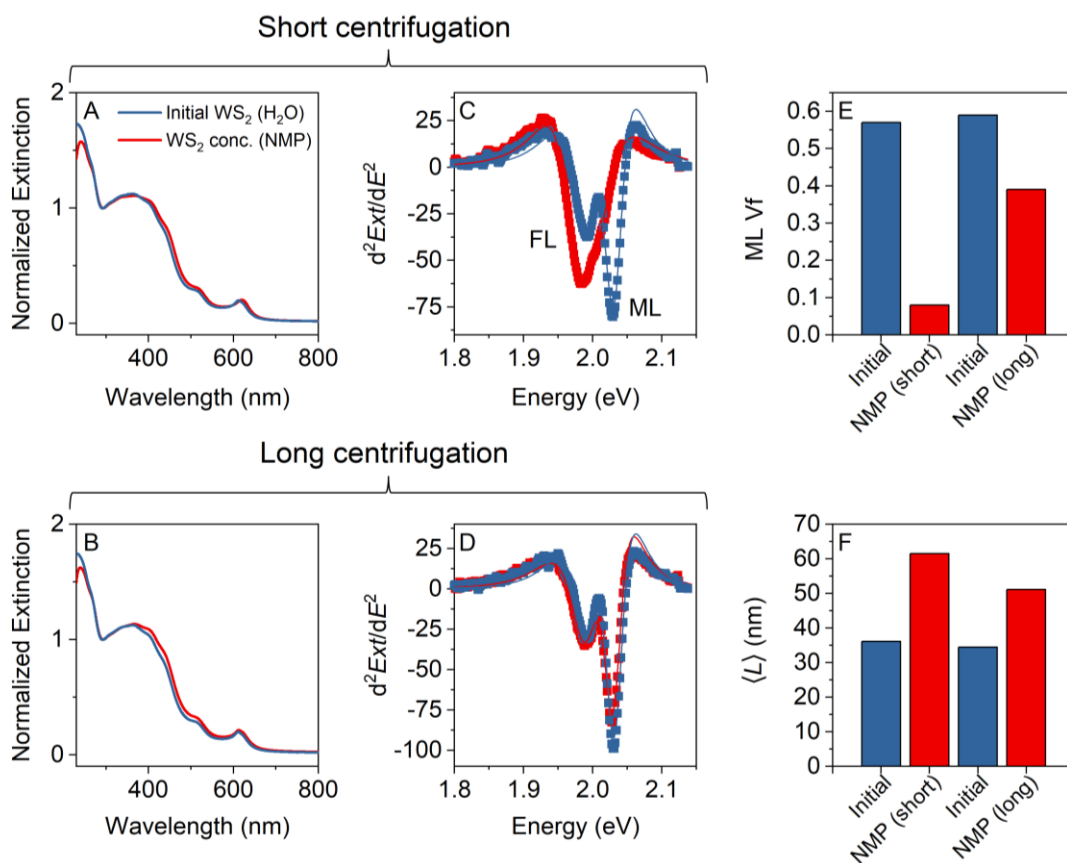 Short centrifugation
A
Initial WS₂ (H₂O)
WS₂ conc. (NMP)
2
1
0
Normalized Extinction
400
600
800
Wavelength (nm)
C
FL
ML
25
0
-25
-50
-75
d²Ext/dE²
1.8
1.9
2.0
2.1
Energy (eV)
E
0.6
0.5
0.4
0.3
0.2
0.1
0.0
ML Vf
Initial
NMP (short)
Initial
NMP (long)
Long centrifugation
B
2
1
0
Normalized Extinction
400
600
800
Wavelength (nm)
D
25
0
-25
-50
-75
-100
d²Ext/dE²
1.8
1.9
2.0
2.1
Energy (eV)
F
70
60
50
40
30
20
10
0
⟨L⟩ (nm)
Initial
NMP (short)
Initial
NMP (long)